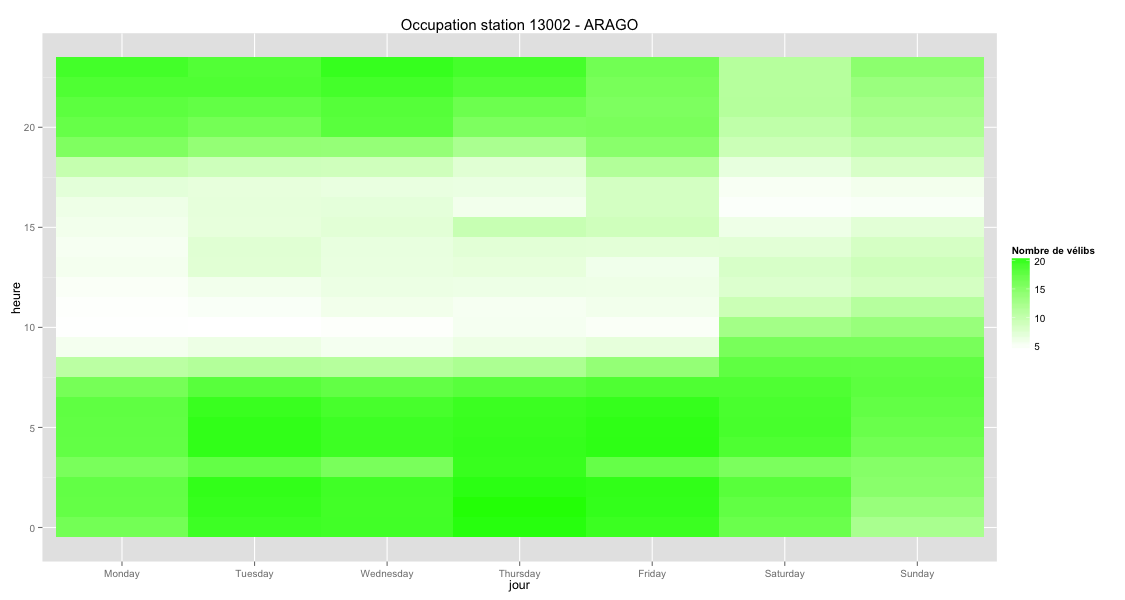 Occupation station 13002 - ARAGO
heure
20
15
10
5
0
Monday Tuesday Wednesday Thursday Friday Saturday Sunday
jour
Nombre de vélibs
20
15
10
5